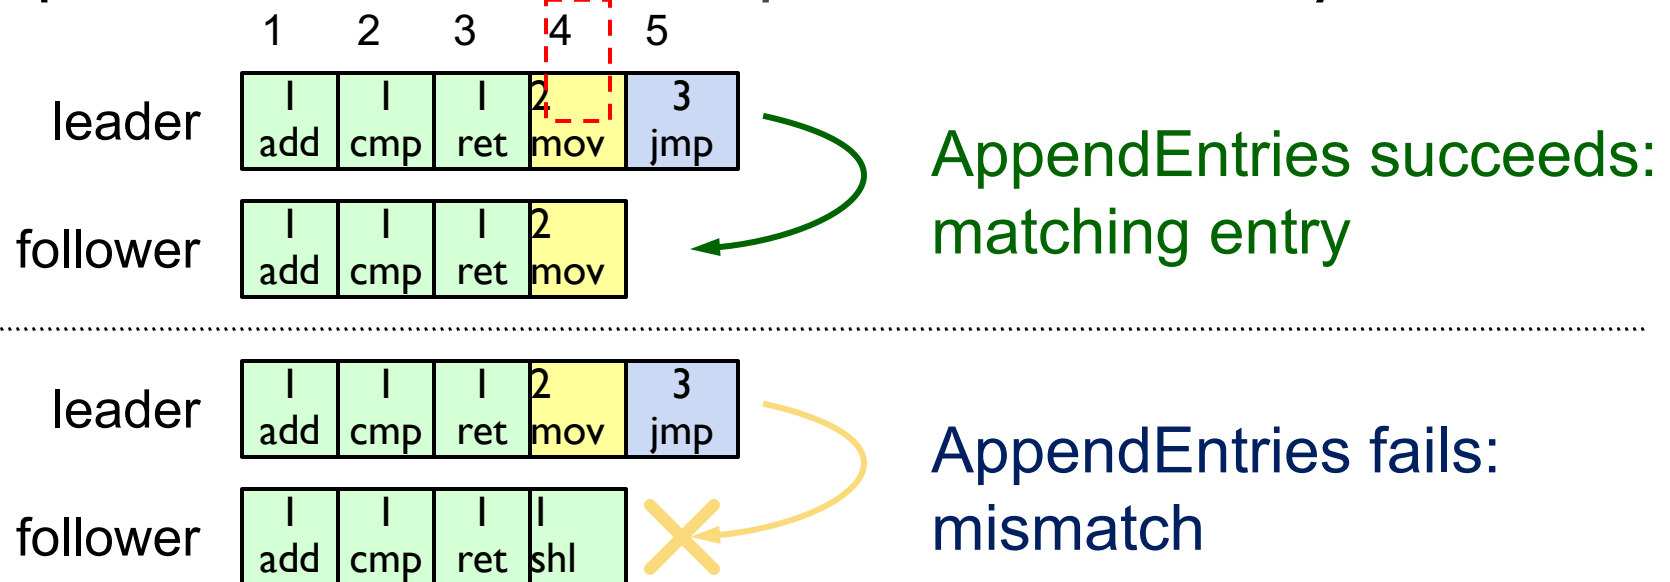 1 2 3 4 5
leader
1 1 1 2 3
add cmp ret mov jmp
AppendEntries succeeds:
matching entry
follower
1 1 1 2
add cmp ret mov
leader
1 1 1 2 3
add cmp ret mov jmp
AppendEntries fails:
mismatch
follower
1 1 1 1
add cmp ret shl